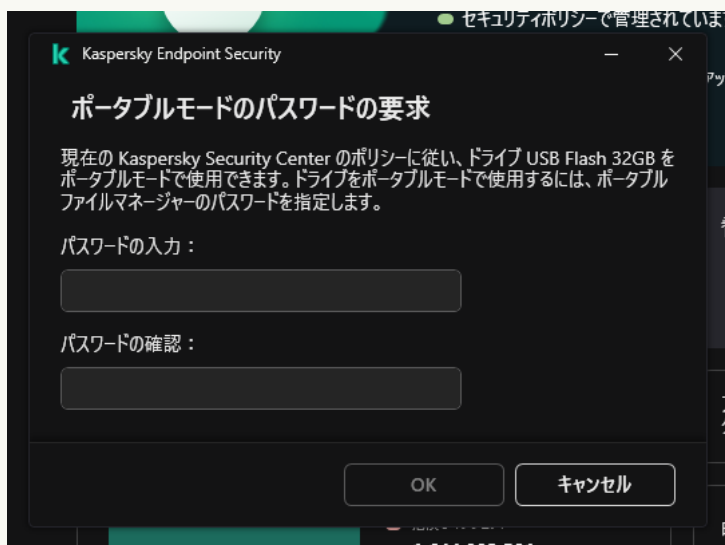 セキュリティポリシーで管理されていま
Kaspersky Endpoint Security
ポータブルモードのパスワードの要求
現在の Kaspersky Security Center のポリシーに従い、ドライブ USB Flash 32GB を
ポータブルモードで使用できます。ドライブをポータブルモードで使用するには、ポータブル
ファイルマネージャーのパスワードを指定します。
パスワードの入力：
パスワードの確認：
OK
キャンセル